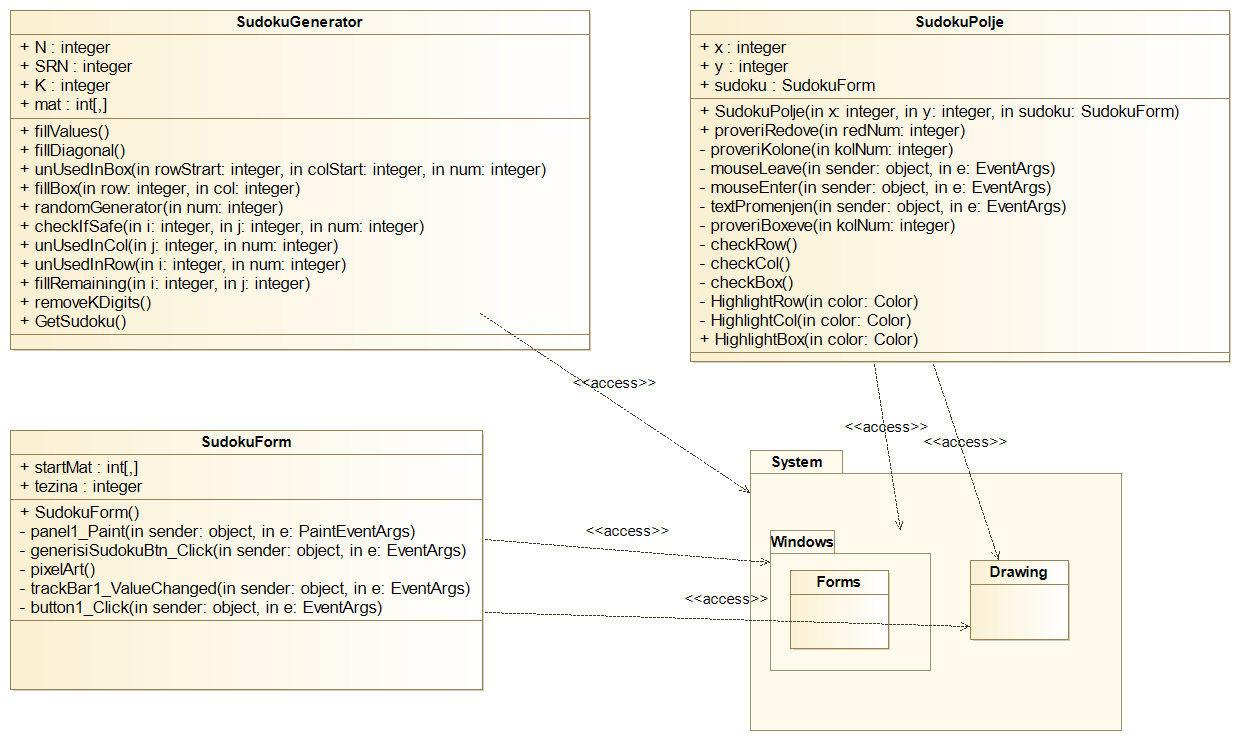 SudokuGenerator
+ N : integer
+ SRN : integer
+ K : integer
+ mat : int[,]
+ fillValues()
+ fillDiagonal()
+ unUsedInBox(in rowStrart: integer, in colStart: integer, in num: integer)
+ fillBox(in row: integer, in col: integer)
+ randomGenerator(in num: integer)
+ checkIfSafe(in i: integer, in j: integer, in num: integer)
+ unUsedInCol(in j: integer, in num: integer)
+ unUsedInRow(in i: integer, in num: integer)
+ fillRemaining(in i: integer, in j: integer)
+ removeKDigits()
+ GetSudoku()
SudokuPolje
+ x : integer
+ y : integer
+ sudoku : SudokuForm
+ SudokuPolje(in x: integer, in y: integer, in sudoku: SudokuForm)
+ proveriRedove(in redNum: integer)
- proveriKolone(in kolNum: integer)
- mouseLeave(in sender: object, in e: EventArgs)
- mouseEnter(in sender: object, in e: EventArgs)
- textPromenjen(in sender: object, in e: EventArgs)
- proveriBoxeve(in kolNum: integer)
- checkRow()
- checkCol()
- checkBox()
- HighlightRow(in color: Color)
- HighlightCol(in color: Color)
+ HighlightBox(in color: Color)
<<access>>
<<access>>
<<access>>
SudokuForm
+ startMat : int[,]
+ tezina : integer
+ SudokuForm()
- panel1_Paint(in sender: object, in e: PaintEventArgs)
- generisiSudokuBtn_Click(in sender: object, in e: EventArgs)
- pixelArt()
- trackBar1_ValueChanged(in sender: object, in e: EventArgs)
- button1_Click(in sender: object, in e: EventArgs)
<<access>>
<<access>>
System
Windows
Forms
Drawing